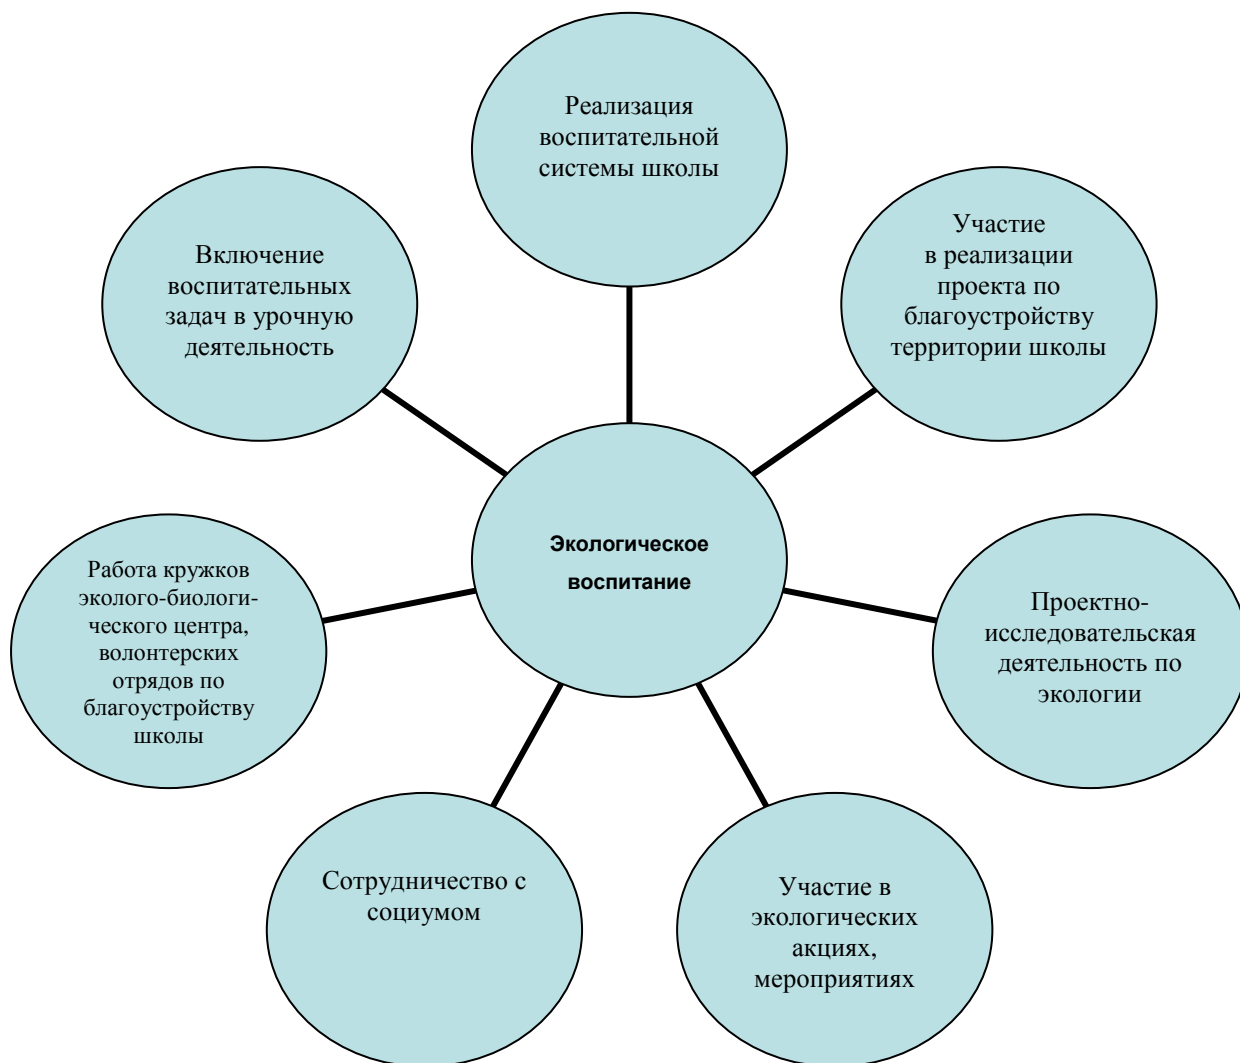 Реализация
воспитательной
системы школы
Участие
в реализации
проекта по
благоустройству
территории школы
Включение
воспитательных
задач в урочную
деятельность
Экологическое
воспитание
Работа кружков
эколого-биологи-
ческого центра,
волонтерских
отрядов по
благоустройству
школы
Проектно-
исследовательская
деятельность по
экологии
Сотрудничество с
социумом
Участие в
экологических
акциях,
мероприятиях